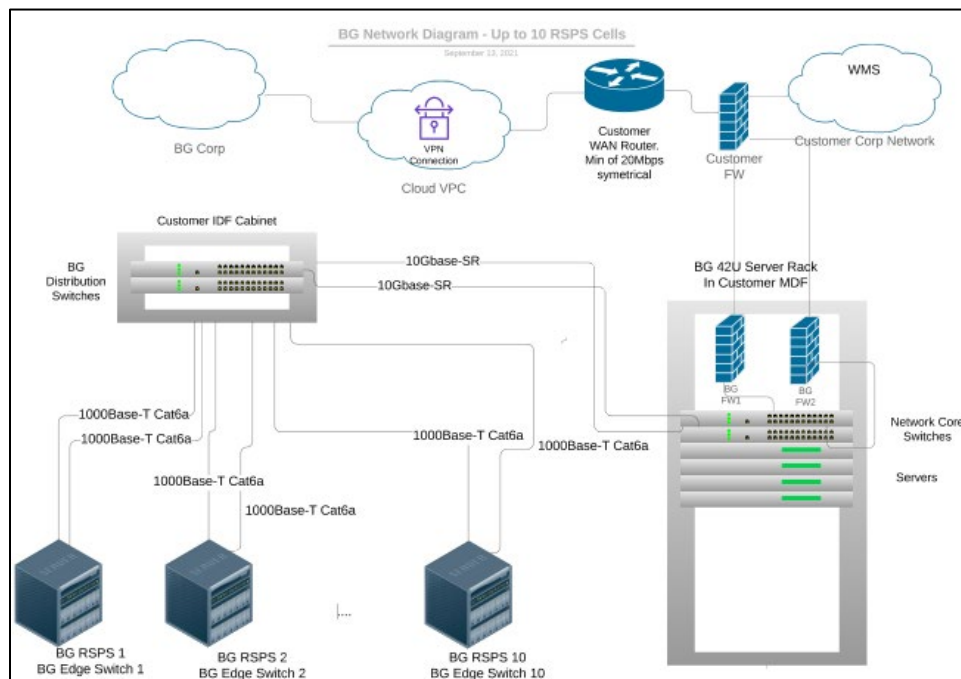 BG Network Diagram - Up to 10 RSPS Cells
September 13, 2021
BG Corp
VPN
Connection
Cloud VPC
Customer
WAN Router.
Min of 20Mbps
symetrical
Customer
FW
WMS
Customer Corp Network
Customer IDF Cabinet
BG
Distribution
Switches
10Gbase-SR
10Gbase-SR
BG 42U Server Rack
In Customer MDF
BG
FW1
BG
FW2
Network Core
Switches
Servers
1000Base-T Cat6a
1000Base-T Cat6a
1000Base-T Cat6a
1000Base-T Cat6a
1000Base-T Cat6a
1000Base-T Cat6a
SERVER
SERVER
SERVER
BG RSPS 1
BG Edge Switch 1
BG RSPS 2
BG Edge Switch 2
....
BG RSPS 10
BG Edge Switch 10